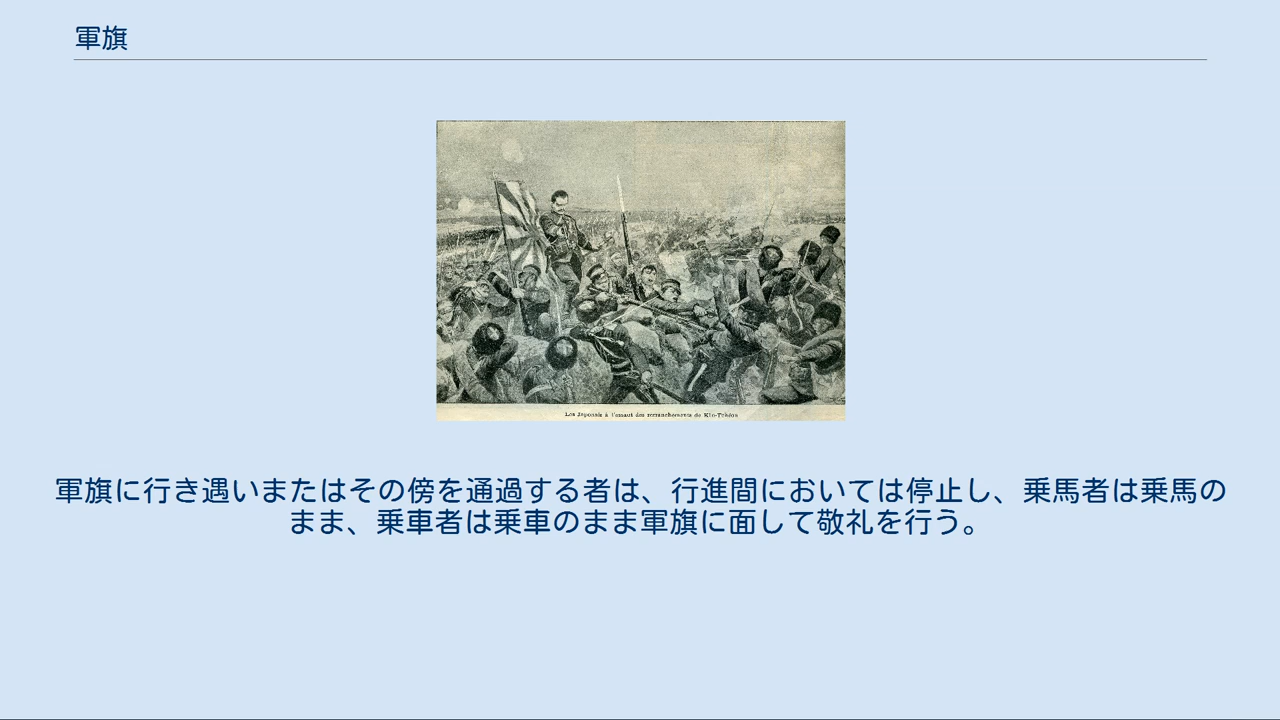 軍旗
Les Japonais à l'assaut des retranchements de Kin-Tchéou
軍旗に行き遇いまたはその傍を通過する者は、行進間においては停止し、乗馬者は乗馬の
まま、乗車者は乗車のまま軍旗に面して敬礼を行う。